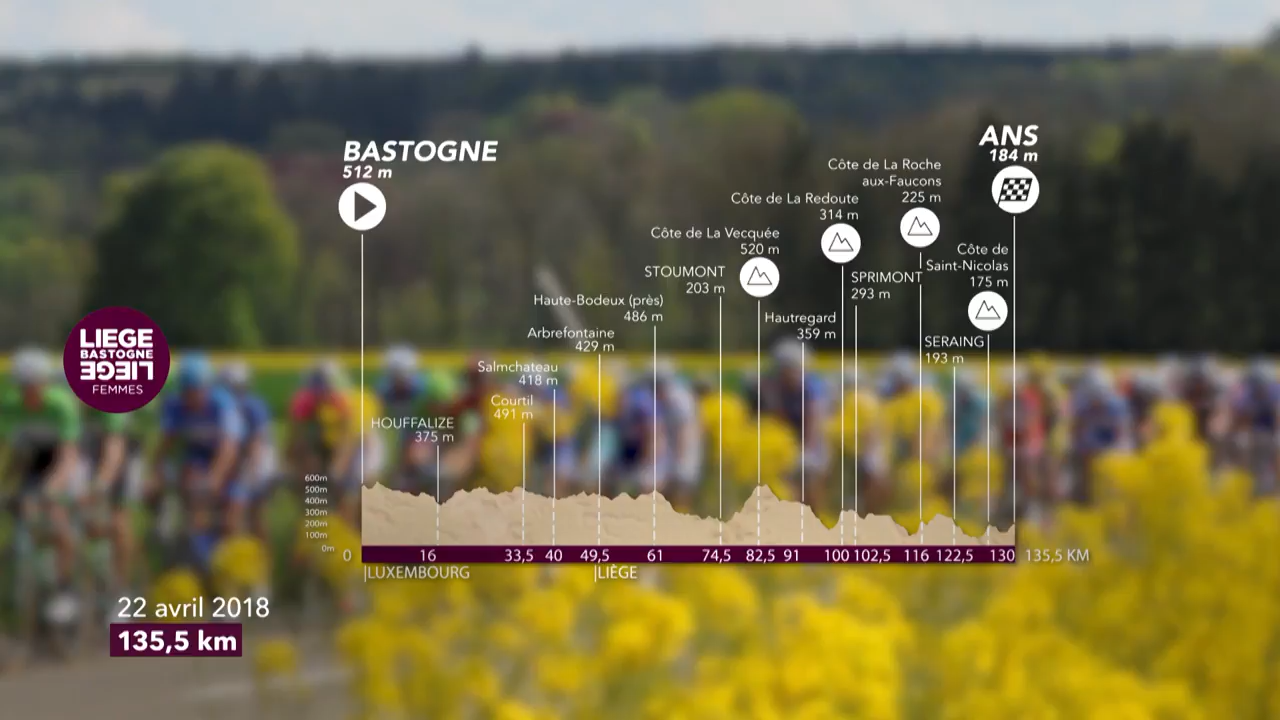 BASTOGNE
512 m
ANS
184 m
Côte de La Roche
aux-Faucons
225 m
Côte de La Redoute
314 m
Côte de La Vecquée
520 m
Côte de
Saint-Nicolas
175 m
STOUMONT
203 m
SPRIMONT
293 m
Haute-Bodeux (près)
486 m
Hautregard
359 m
Arbrefontaine
429 m
SERAING
193 m
Salmchateau
418 m
Courtil
491 m
HOUFFALIZE
375 m
LIEGE
BASTOGNE
LIEGE
FEMMES
600m
500m
400m
300m
200m
100m
0m
0 16 33,5 40 49,5 61 74,5 82,5 91 100 102,5 116 122,5 130 135,5 KM
LUXEMBOURG LIÈGE
22 avril 2018
135,5 km